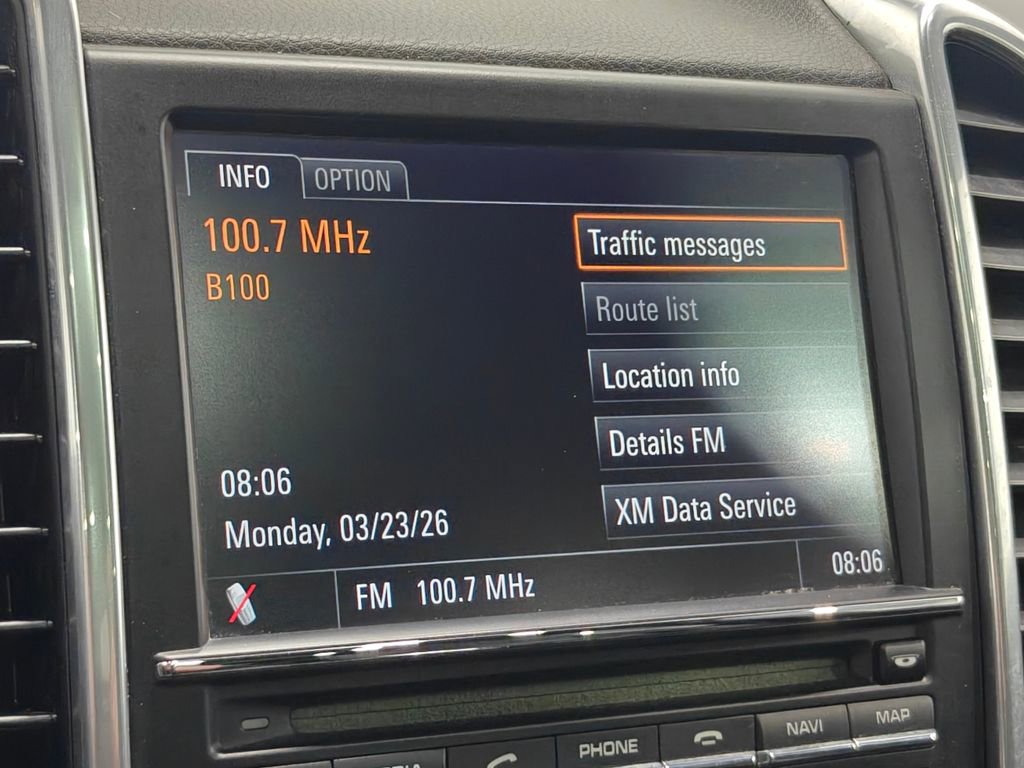 INFO OPTION
100.7 MHz
B100
Traffic messages
Route list
Location info
Details FM
XM Data Service
08:06
Monday, 03/23/26
FM 100.7 MHz 08:06
PHONE NAVI MAP